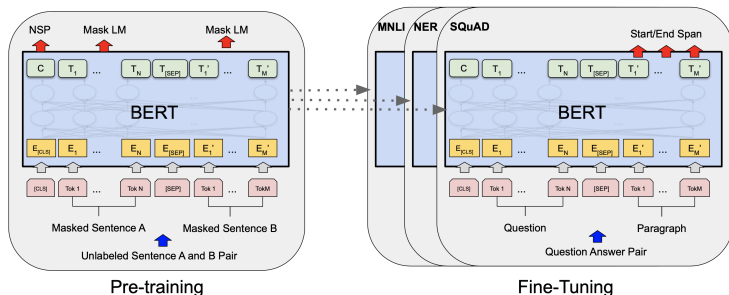 NSP Mask LM Mask LM
C T1 ... TN T[SEP] T1' ... TM'
BERT
E[CLS] E1 ... EN E[SEP] E1' ... EM'
[CLS] Tok 1 ... Tok N [SEP] Tok 1 ... TokM
Masked Sentence A Masked Sentence B
Unlabeled Sentence A and B Pair
Pre-training
MNLI NER SQuAD
Start/End Span
C T1 ... TN T[SEP] T1' ... TM'
BERT
E[CLS] E1 ... EN E[SEP] E1' ... EM'
[CLS] Tok 1 ... Tok N [SEP] Tok 1 ... TokM
Question Paragraph
Question Answer Pair
Fine-Tuning